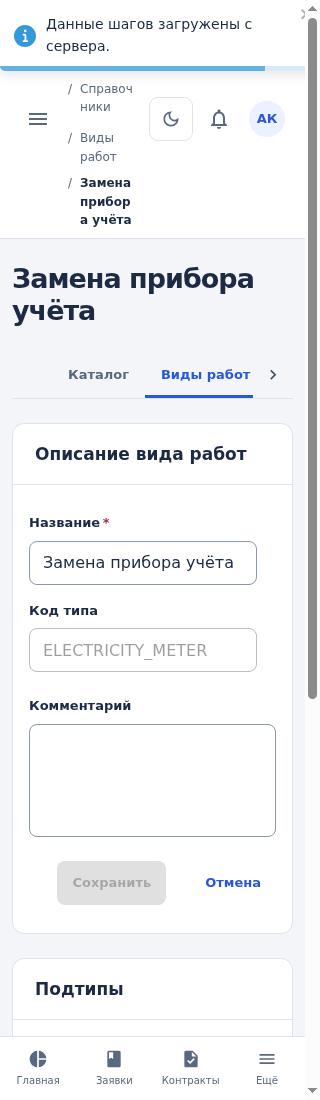 Данные шагов загружены с
сервера.
/ Справоч
ники
/ Виды
работ
/ Замена
прибор
а учёта
АК
Замена прибора
учёта
Каталог
Виды работ
Описание вида работ
Название *
Замена прибора учёта
Код типа
ELECTRICITY_METER
Комментарий
Сохранить
Отмена
Подтипы
Главная
Заявки
Контракты
Ещё